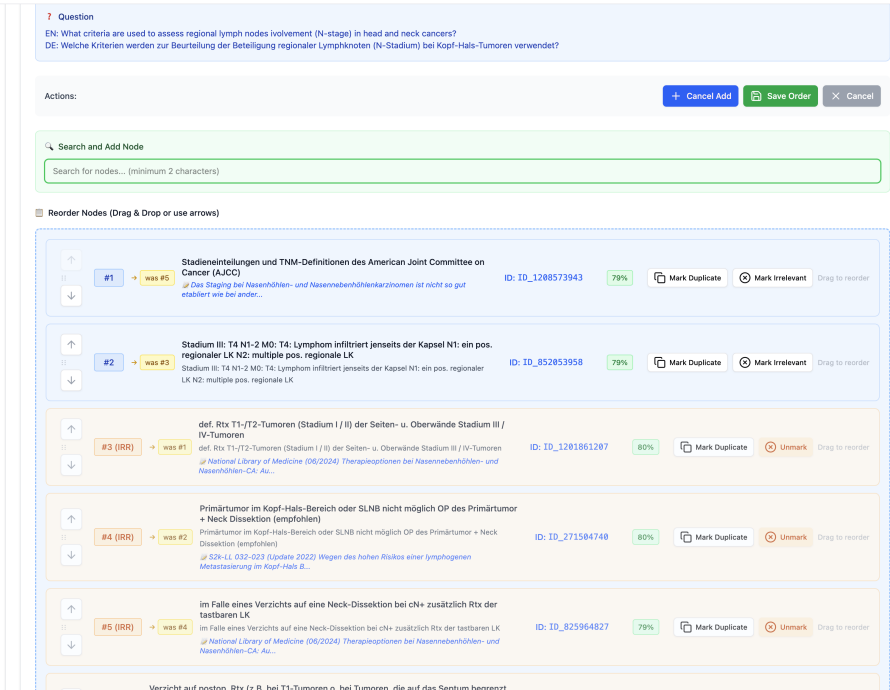 ? Question
EN: What criteria are used to assess regional lymph nodes ivolvement (N-stage) in head and neck cancers?
DE: Welche Kriterien werden zur Beurteilung der Beteiligung regionaler Lymphknoten (N-Stadium) bei Kopf-Hals-Tumoren verwendet?
Actions:
+ Cancel Add
Save Order
× Cancel
Search and Add Node
Search for nodes... (minimum 2 characters)
Reorder Nodes (Drag & Drop or use arrows)
↑
↓
#1
→ was #5
Stadieneinteilungen und TNM-Definitionen des American Joint Committee on
Cancer (AJCC)
Das Staging bei Nasenhöhlen- und Nasennebenhöhlenkarzinomen ist nicht so gut
etabliert wie bei ander...
ID: ID_1208573943
79%
Mark Duplicate
Mark Irrelevant
Drag to reorder
↑
↓
#2
→ was #3
Stadium III: T4 N1-2 M0: T4: Lymphom infiltriert jenseits der Kapsel N1: ein pos.
regionaler LK N2: multiple pos. regionale LK
Stadium III: T4 N1-2 M0: T4: Lymphom infiltriert jenseits der Kapsel N1: ein pos. regionaler
LK N2: multiple pos. regionale LK
ID: ID_852053958
79%
Mark Duplicate
Mark Irrelevant
Drag to reorder
↑
↓
#3 (IRR)
→ was #1
def. Rtx T1-/T2-Tumoren (Stadium I / II) der Seiten- u. Oberwände Stadium III /
IV-Tumoren
def. Rtx T1-/T2-Tumoren (Stadium I / II) der Seiten- u. Oberwände Stadium III / IV-Tumoren
National Library of Medicine (06/2024) Therapieoptionen bei Nasennebenhöhlen- und
Nasenhöhlen-CA: Au...
ID: ID_1201861207
80%
Mark Duplicate
Unmark
Drag to reorder
↑
↓
#4 (IRR)
→ was #2
Primärtumor im Kopf-Hals-Bereich oder SLNB nicht möglich OP des Primärtumor
+ Neck Dissektion (empfohlen)
Primärtumor im Kopf-Hals-Bereich oder SLNB nicht möglich OP des Primärtumor + Neck
Dissektion (empfohlen)
S2k-LL 032-023 (Update 2022) Wegen des hohen Risikos einer lymphogenen
Metastasierung im Kopf-Hals B...
ID: ID_271504740
80%
Mark Duplicate
Unmark
Drag to reorder
↑
↓
#5 (IRR)
→ was #4
im Falle eines Verzichts auf eine Neck-Dissektion bei cN+ zusätzlich Rtx der
tastbaren LK
im Falle eines Verzichts auf eine Neck-Dissektion bei cN+ zusätzlich Rtx der tastbaren LK
National Library of Medicine (06/2024) Therapieoptionen bei Nasennebenhöhlen- und
Nasenhöhlen-CA: Au...
ID: ID_825964827
79%
Mark Duplicate
Unmark
Drag to reorder
Verzicht auf postop. Rtx (z.B. bei T1-Tumoren o. bei Tumoren, die auf das Septum begrenzt